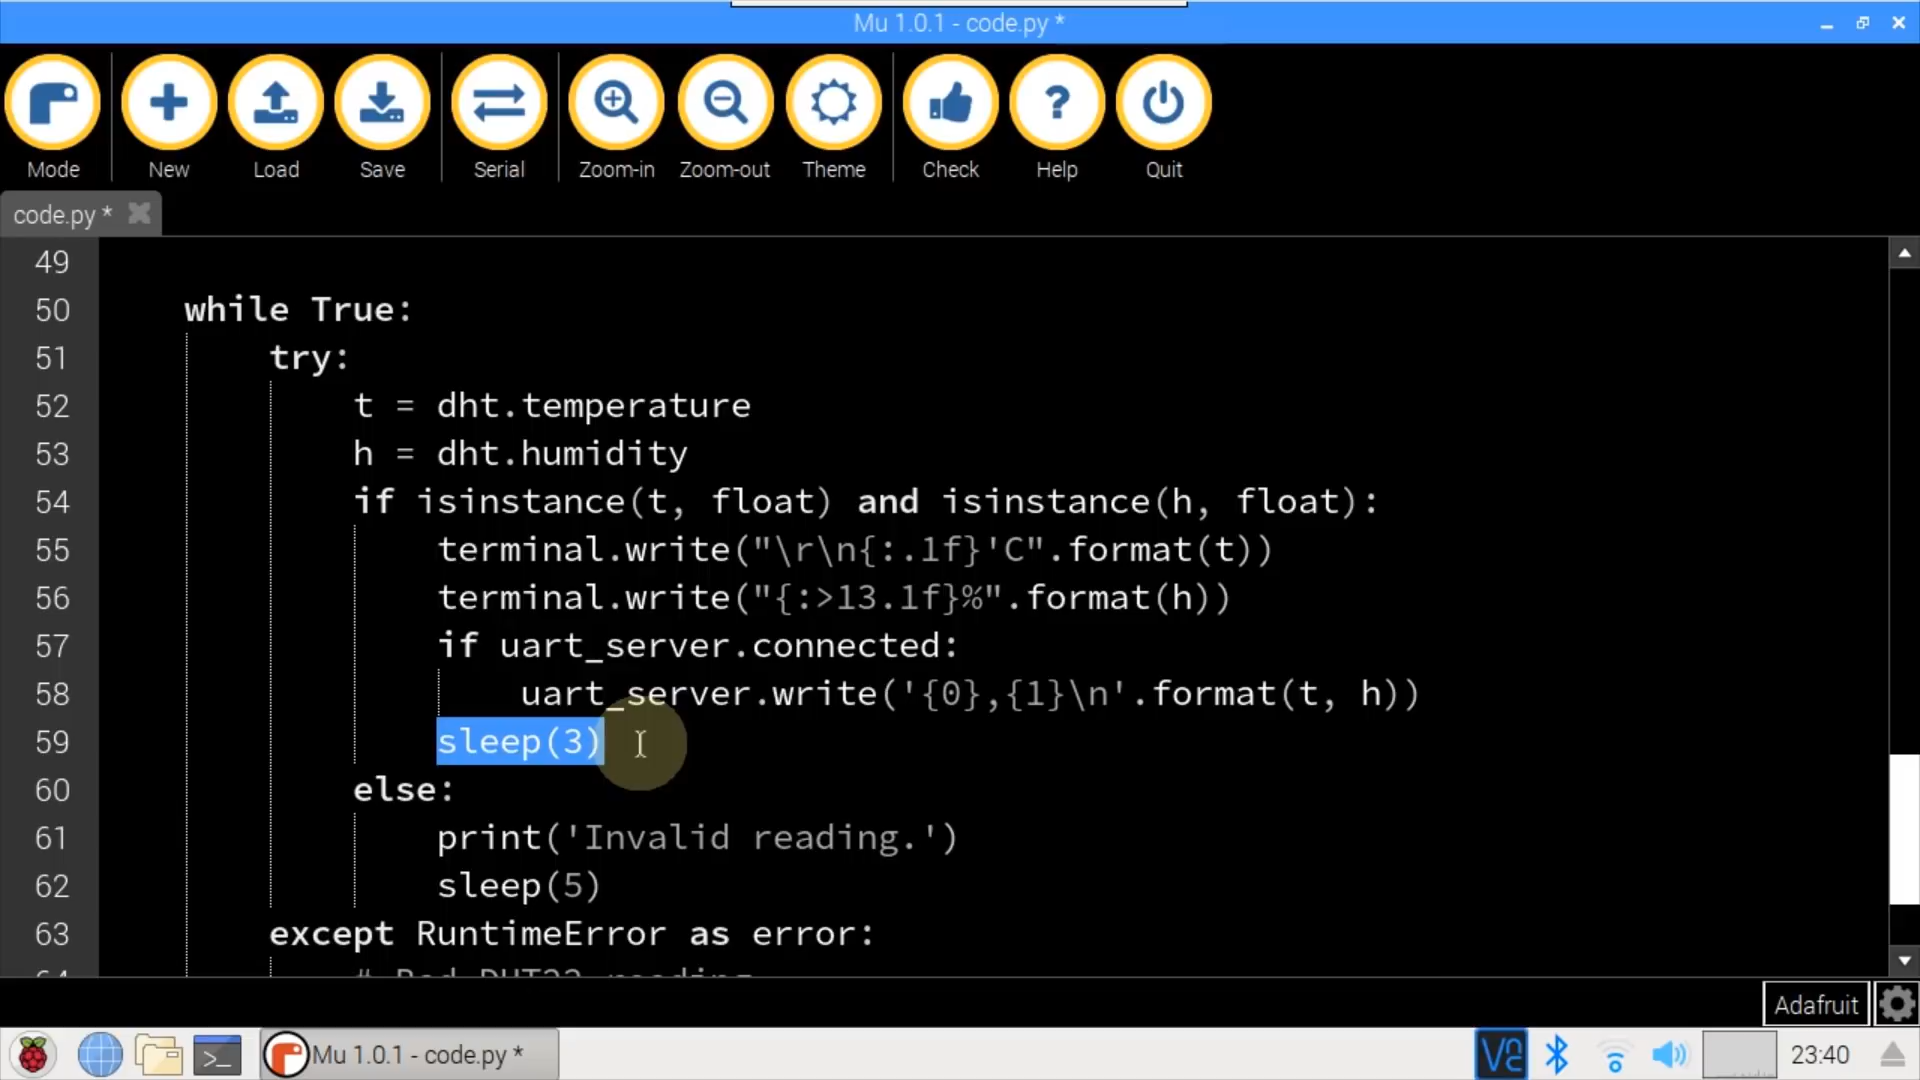 Mu 1.0.1 - code.py *
Mode New Load Save Serial Zoom-in Zoom-out Theme Check Help Quit
code.py *
49
50 while True:
51 try:
52 t = dht.temperature
53 h = dht.humidity
54 if isinstance(t, float) and isinstance(h, float):
55 terminal.write("\r\n{:.1f}'C".format(t))
56 terminal.write("{:>13.1f}%".format(h))
57 if uart_server.connected:
58 uart_server.write('{0},{1}\n'.format(t, h))
59 sleep(3)
60 else:
61 print('Invalid reading.')
62 sleep(5)
63 except RuntimeError as error:
64 # Bad DHT22 reading
Adafruit
Mu 1.0.1 - code.py *
23:40